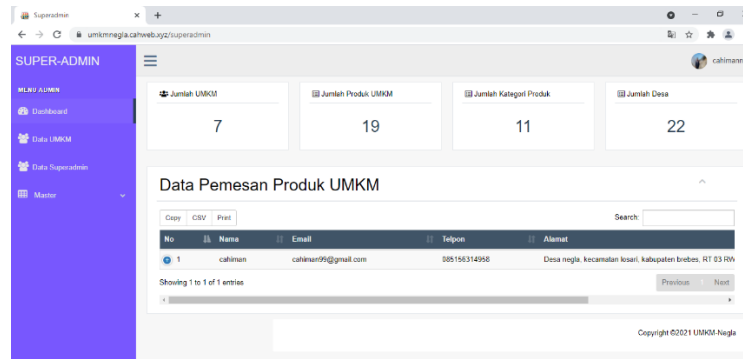 Superadmin
umkmnegla.cahweb.xyz/superadmin
SUPER-ADMIN
cahimann
MENU ADMIN
Dashboard
Data UMKM
Data Superadmin
Master
Jumlah UMKM
7
Jumlah Produk UMKM
19
Jumlah Kategori Produk
11
Jumlah Desa
22
Data Pemesan Produk UMKM
Copy CSV Print
Search:
No Nama Email Telpon Alamat
1 cahiman cahiman99@gmail.com 085156314958 Desa negla, kecamatan losari, kabupaten brebes, RT 03 RW
Showing 1 to 1 of 1 entries
Previous 1 Next
Copyright ©2021 UMKM-Negla